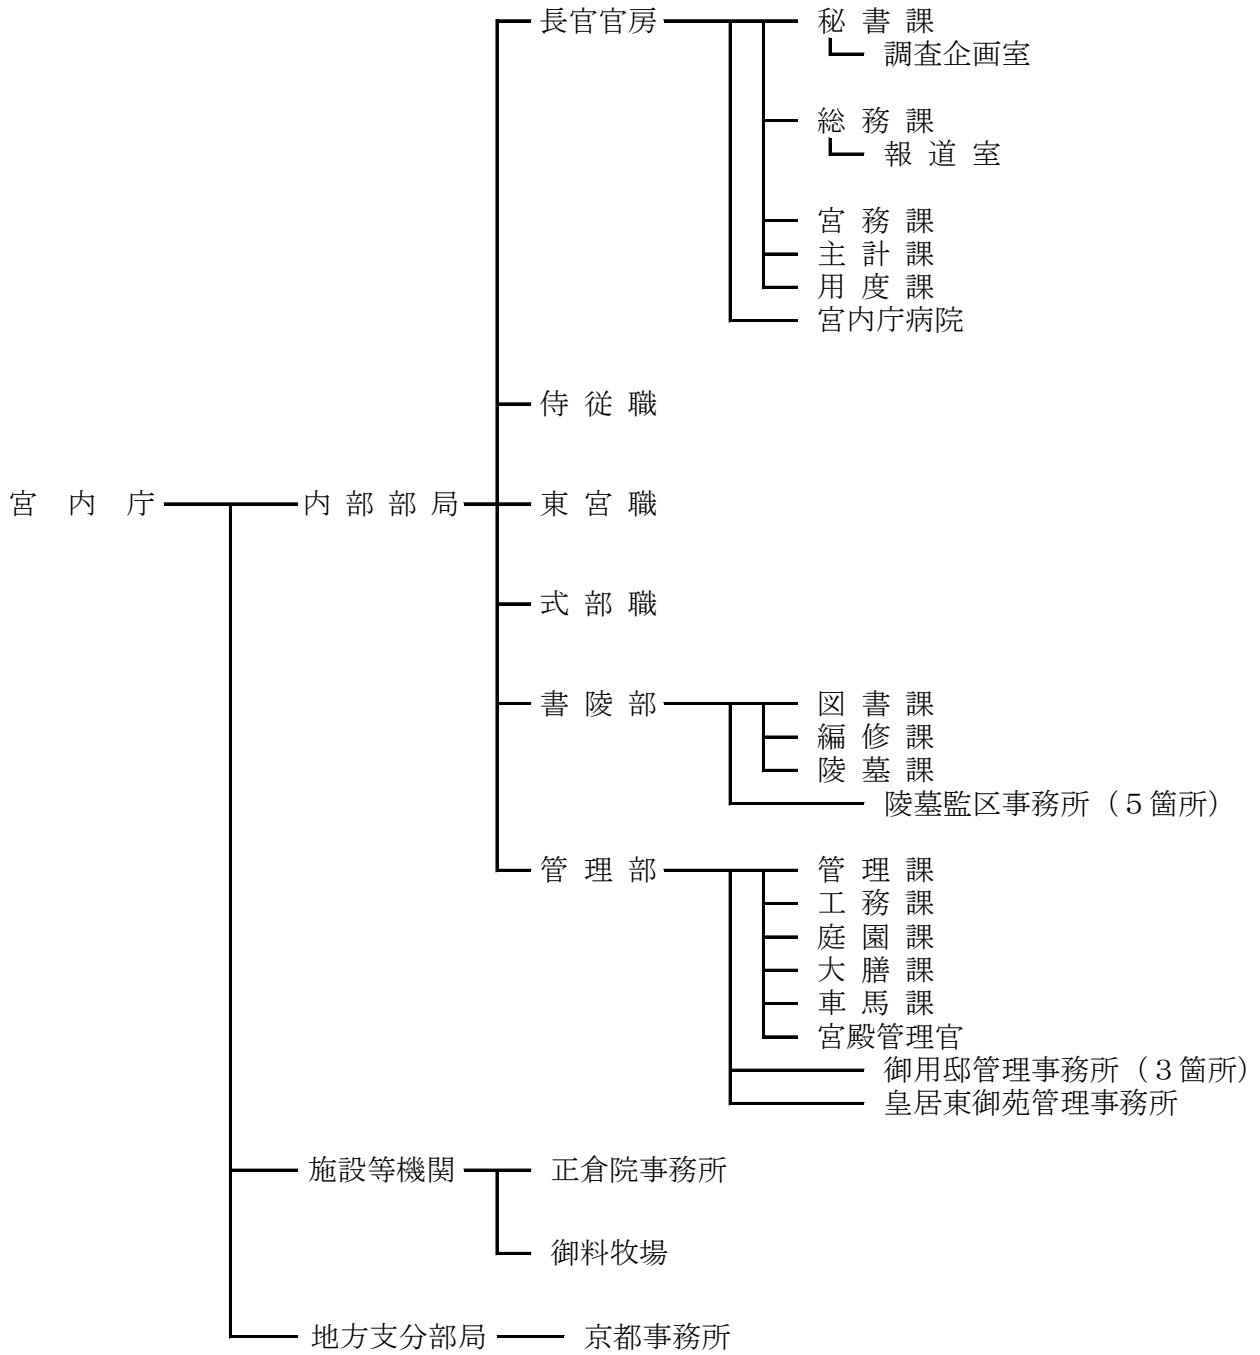 長官官房
秘書課
調査企画室
総務課
報道室
宮務課
主計課
用度課
宮内庁病院
侍従職
宮内庁
内部部局
東宮職
式部職
書陵部
図書課
編修課
陵墓課
陵墓監区事務所（５箇所）
管理部
管理課
工務課
庭園課
大膳課
車馬課
宮殿管理官
御用邸管理事務所（３箇所）
皇居東御苑管理事務所
施設等機関
正倉院事務所
御料牧場
地方支分部局
京都事務所